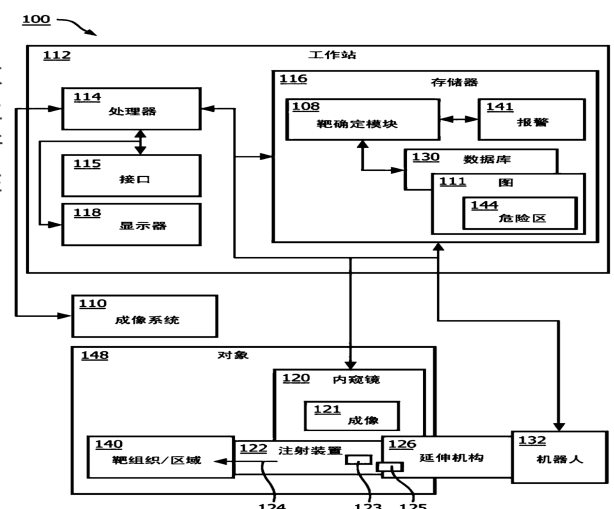 100
112 工作站
114 处理器
115 接口
118 显示器
116 存储器
108 靶确定模块
141 报警
130 数据库
111 图
144 危险区
110 成像系统
148 对象
120 内窥镜
121 成像
140 靶组织/区域
122 注射装置
126 延伸机构
132 机器人
124 123 125